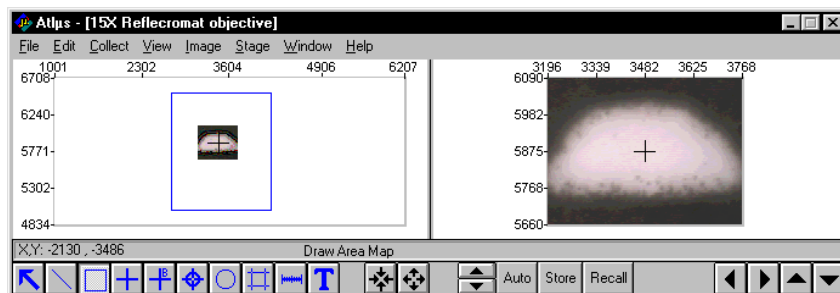 Atlμs - [15X Reflecromat objective]
File Edit Collect View Image Stage Window Help
1001 2302 3604 4906 6207
6708
6240
5771
5302
4834
3196 3339 3482 3625 3768
6090
5982
5875
5768
5660
X,Y: -2130 , -3486 Draw Area Map
B T Auto Store Recall